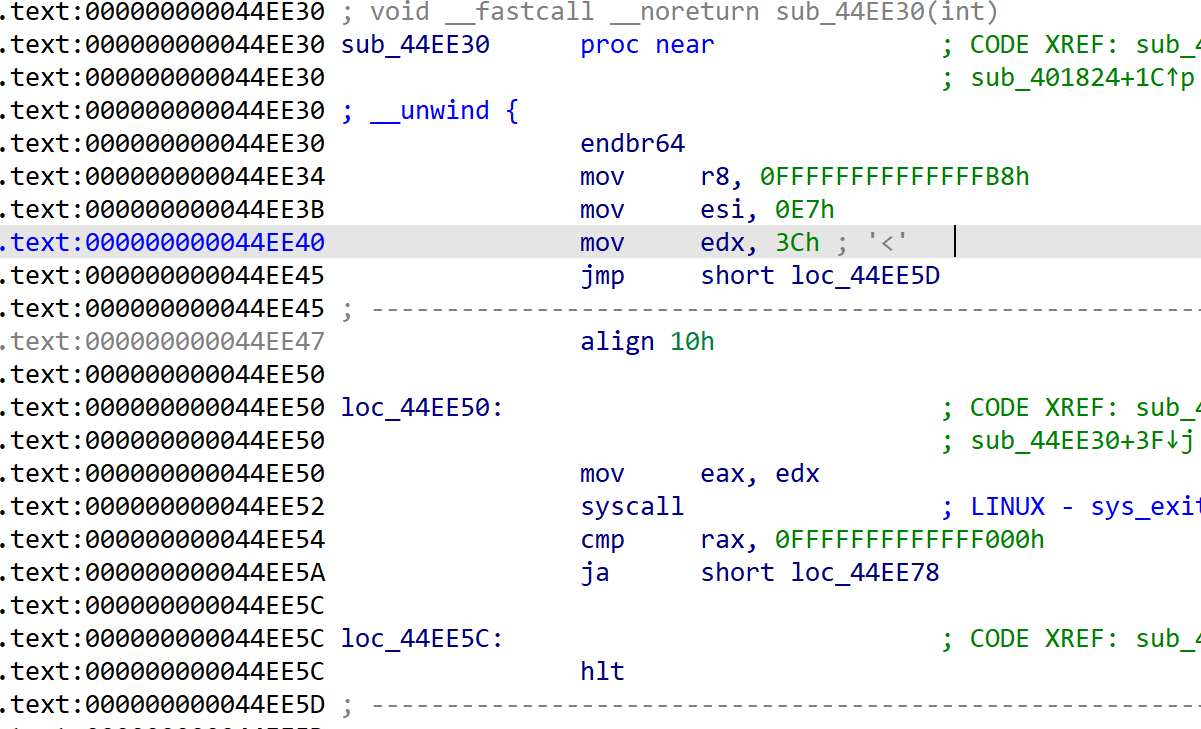 .text:000000000044EE30 ; void __fastcall __noreturn sub_44EE30(int)
.text:000000000044EE30 sub_44EE30 proc near ; CODE XREF: sub_4
.text:000000000044EE30 ; sub_401824+1C↑p
.text:000000000044EE30 ; __unwind {
.text:000000000044EE30 endbr64
.text:000000000044EE34 mov r8, 0FFFFFFFFFFFFFFB8h
.text:000000000044EE3B mov esi, 0E7h
.text:000000000044EE40 mov edx, 3Ch ; '<'
.text:000000000044EE45 jmp short loc_44EE5D
.text:000000000044EE45 ; -------------------------------------------------------
.text:000000000044EE47 align 10h
.text:000000000044EE50
.text:000000000044EE50 loc_44EE50: ; CODE XREF: sub_4
.text:000000000044EE50 ; sub_44EE30+3F↓j
.text:000000000044EE50 mov eax, edx
.text:000000000044EE52 syscall ; LINUX - sys_exit
.text:000000000044EE54 cmp rax, 0FFFFFFFFFFFFF000h
.text:000000000044EE5A ja short loc_44EE78
.text:000000000044EE5C
.text:000000000044EE5C loc_44EE5C: ; CODE XREF: sub_4
.text:000000000044EE5C hlt
.text:000000000044EE5D ; -------------------------------------------------------